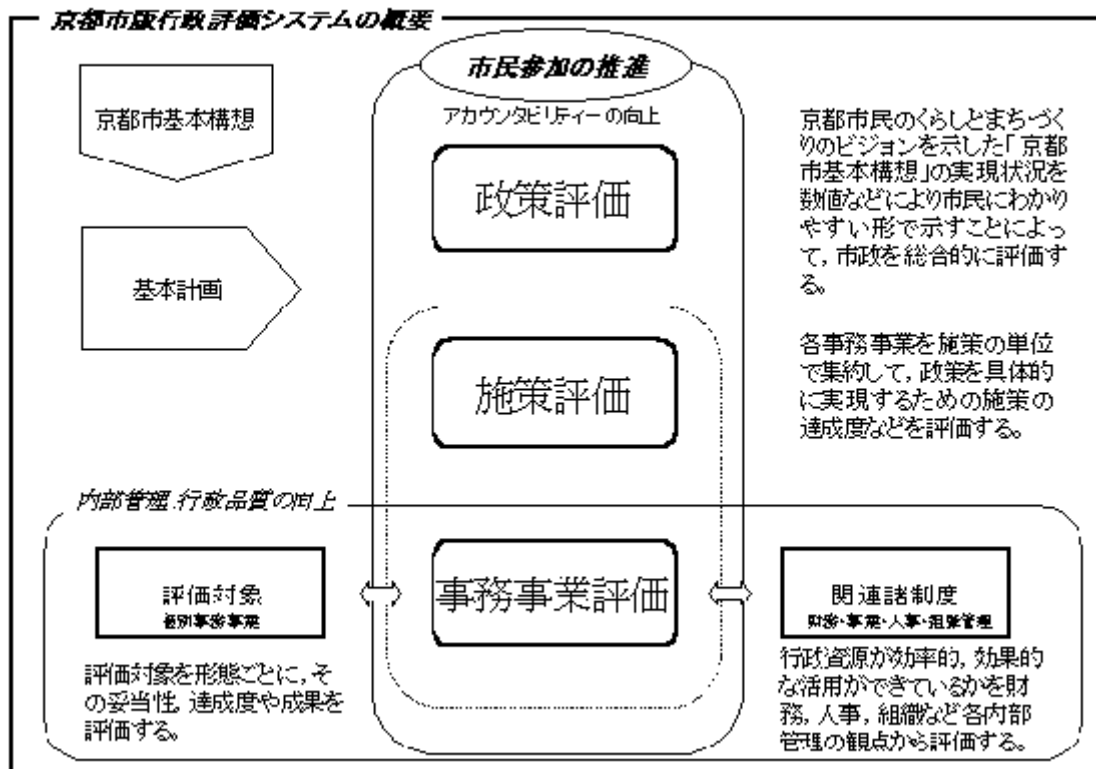 京都市版行政評価システムの概要
市民参加の推進
アカウンタビリティーの向上
京都市基本構想
政策評価
京都市民のくらしとまちづく
りのビジョンを示した「京都
市基本構想」の実現状況を
数値などにより市民にわかり
やすい形で示すことによっ
て,市政を総合的に評価す
る。
基本計画
施策評価
各事務事業を施策の単位
で集約して,政策を具体的
に実現するための施策の
達成度などを評価する。
内部管理.行政品質の向上
評価対象
個別事務事業
事務事業評価
関連諸制度
財務・事業・人事・組織管理
評価対象を形態ごとに,そ
の妥当性,達成度や成果を
評価する。
行政資源が効率的,効果的
な活用ができているかを財
務,人事,組織など各内部
管理の観点から評価する。